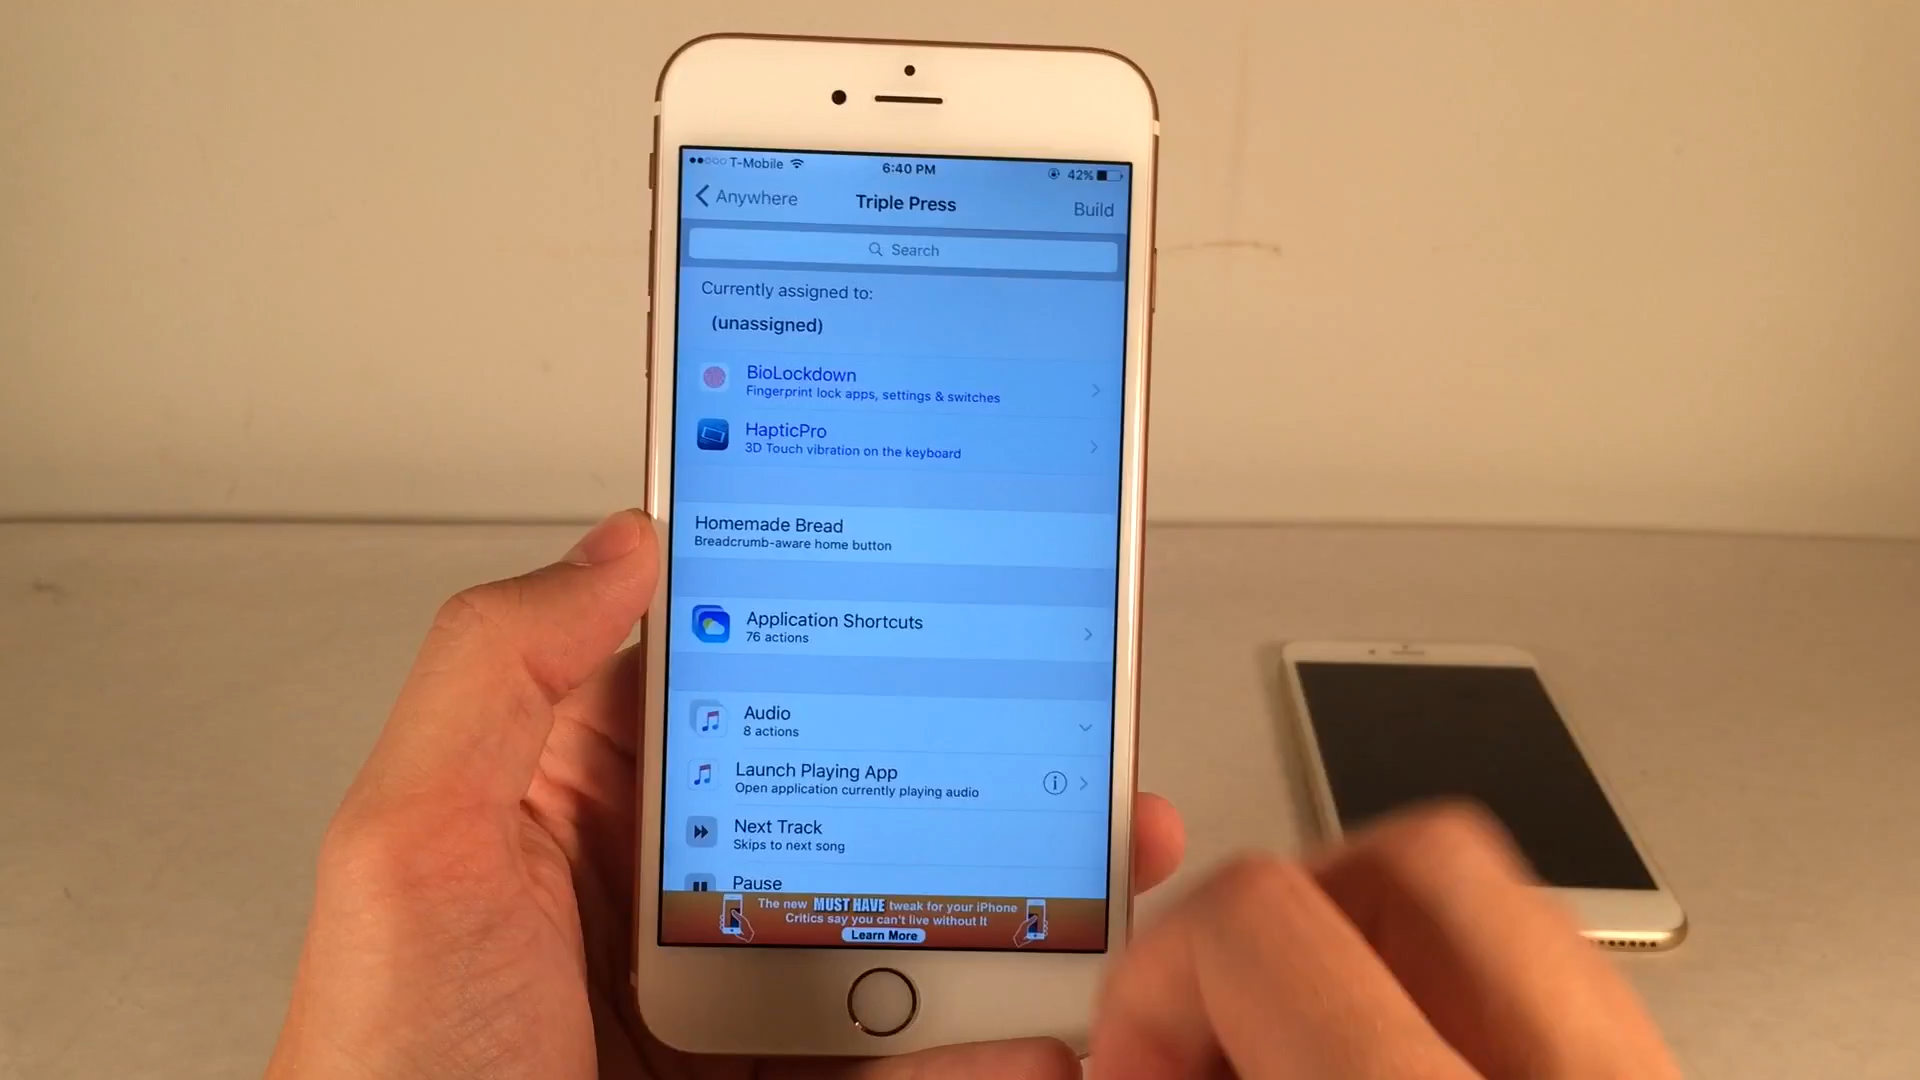 T-Mobile
6:40 PM
42%
Anywhere
Triple Press
Build
Search
Currently assigned to:
(unassigned)
BioLockdown
Fingerprint lock apps, settings & switches
HapticPro
3D Touch vibration on the keyboard
Homemade Bread
Breadcrumb-aware home button
Application Shortcuts
76 actions
Audio
8 actions
Launch Playing App
Open application currently playing audio
Next Track
Skips to next song
Pause
The new MUST HAVE tweak for your iPhone
Critics say you can't live without It
Learn More